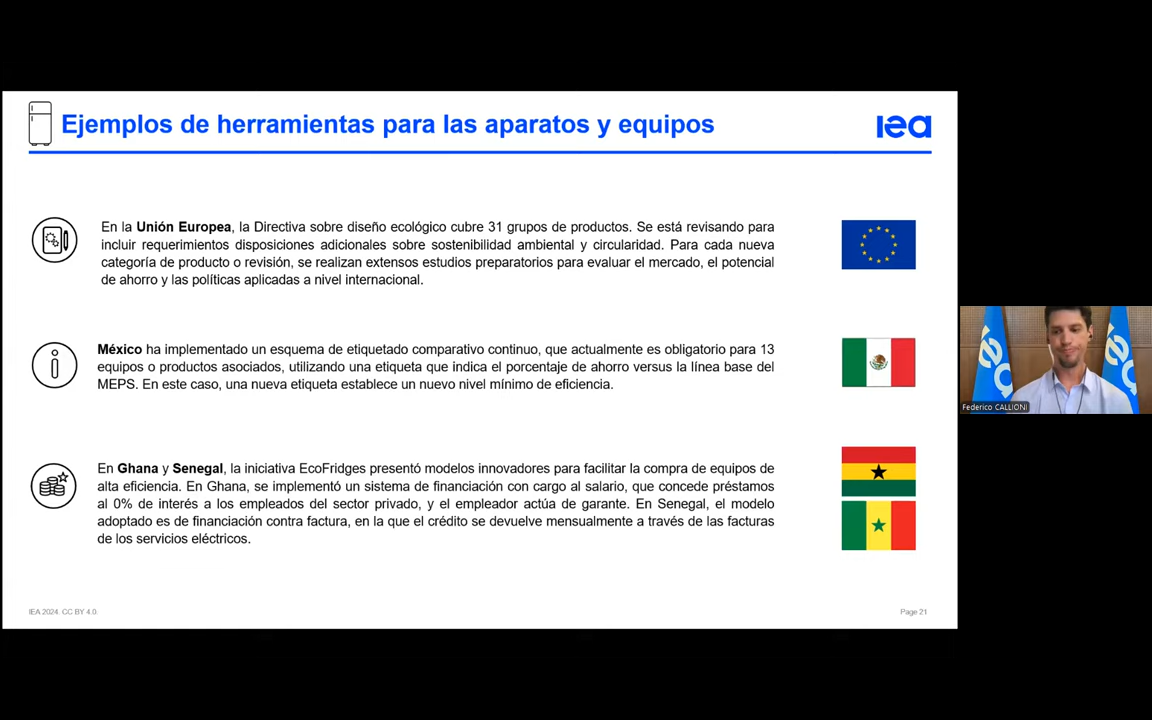 Ejemplos de herramientas para las aparatos y equipos
iea
En la Unión Europea, la Directiva sobre diseño ecológico cubre 31 grupos de productos. Se está revisando para
incluir requerimientos disposiciones adicionales sobre sostenibilidad ambiental y circularidad. Para cada nueva
categoría de producto o revisión, se realizan extensos estudios preparatorios para evaluar el mercado, el potencial
de ahorro y las políticas aplicadas a nivel internacional.
México ha implementado un esquema de etiquetado comparativo continuo, que actualmente es obligatorio para 13
equipos o productos asociados, utilizando una etiqueta que indica el porcentaje de ahorro versus la línea base del
MEPS. En este caso, una nueva etiqueta establece un nuevo nivel mínimo de eficiencia.
En Ghana y Senegal, la iniciativa EcoFridges presentó modelos innovadores para facilitar la compra de equipos de
alta eficiencia. En Ghana, se implementó un sistema de financiación con cargo al salario, que concede préstamos
al 0% de interés a los empleados del sector privado, y el empleador actúa de garante. En Senegal, el modelo
adoptado es de financiación contra factura, en la que el crédito se devuelve mensualmente a través de las facturas
de los servicios eléctricos.
IEA 2024. CC BY 4.0.
Page 21
iea
iea
Federico CALLIONI